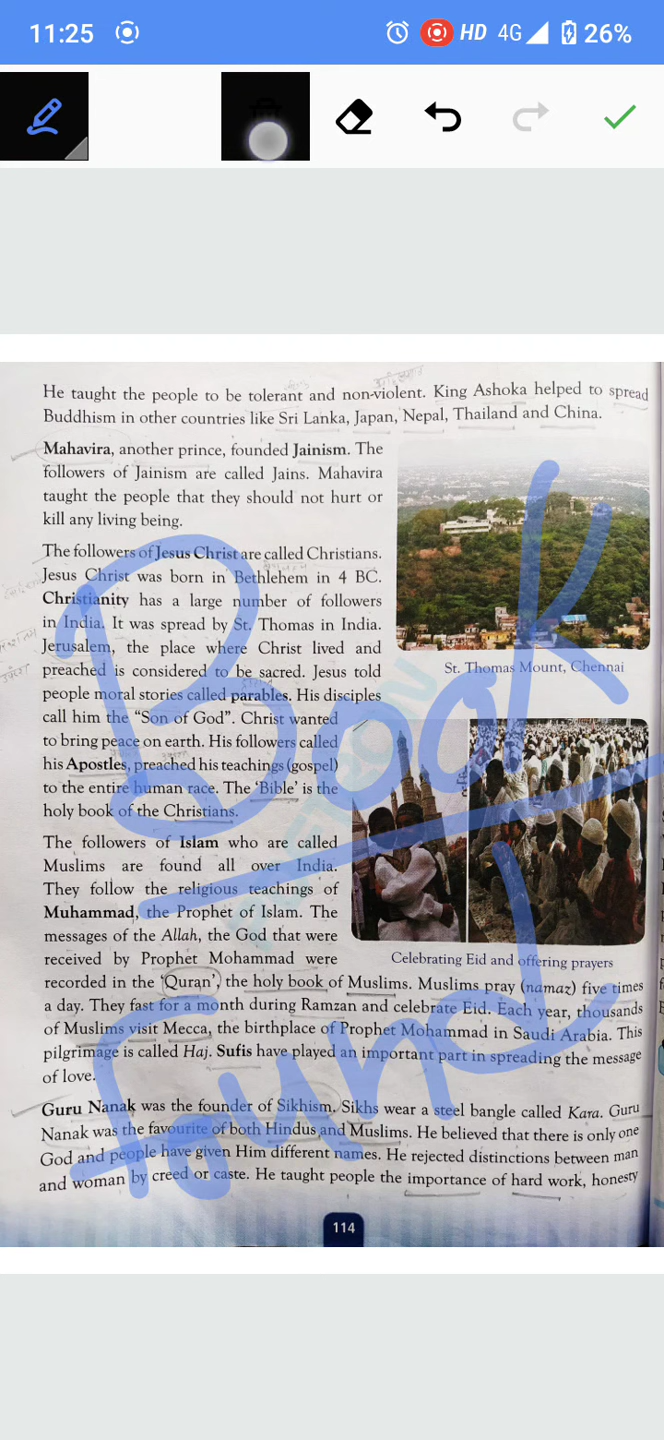 11:25
HD 4G 26%
He taught the people to be tolerant and non-violent. King Ashoka helped to spread
Buddhism in other countries like Sri Lanka, Japan, Nepal, Thailand and China.
Mahavira, another prince, founded Jainism. The
followers of Jainism are called Jains. Mahavira
taught the people that they should not hurt or
kill any living being.
The followers of Jesus Christ are called Christians.
Jesus Christ was born in Bethlehem in 4 BC.
Christianity has a large number of followers
in India. It was spread by St. Thomas in India.
Jerusalem, the place where Christ lived and
preached is considered to be sacred. Jesus told
people moral stories called parables. His disciples
call him the “Son of God”. Christ wanted
to bring peace on earth. His followers called
his Apostles, preached his teachings (gospel)
to the entire human race. The ‘Bible’ is the
holy book of the Christians.
St. Thomas Mount, Chennai
The followers of Islam who are called
Muslims are found all over India.
They follow the religious teachings of
Muhammad, the Prophet of Islam. The
messages of the Allah, the God that were
received by Prophet Mohammad were
Celebrating Eid and offering prayers
recorded in the ‘Quran’, the holy book of Muslims. Muslims pray (namaz) five times
a day. They fast for a month during Ramzan and celebrate Eid. Each year, thousands
of Muslims visit Mecca, the birthplace of Prophet Mohammad in Saudi Arabia. This
pilgrimage is called Haj. Sufis have played an important part in spreading the message
of love.
Guru Nanak was the founder of Sikhism. Sikhs wear a steel bangle called Kara. Guru
Nanak was the favourite of both Hindus and Muslims. He believed that there is only one
God and people have given Him different names. He rejected distinctions between man
and woman by creed or caste. He taught people the importance of hard work, honesty
114
Book
fund